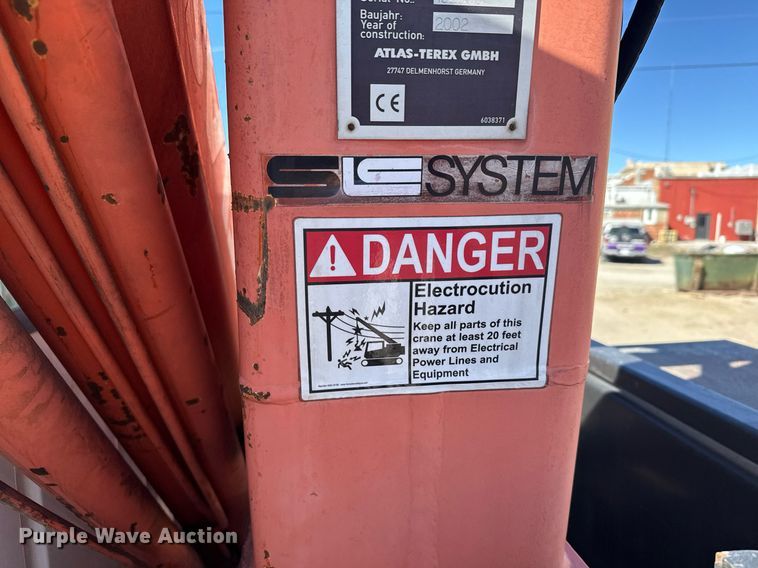 Baujahr:
Year of
construction:
2002
ATLAS-TEREX GMBH
27747 DELMENHORST GERMANY
CE
6038371
SLS SYSTEM
DANGER
Electrocution
Hazard
Keep all parts of this
crane at least 20 feet
away from Electrical
Power Lines and
Equipment
Purple Wave Auction